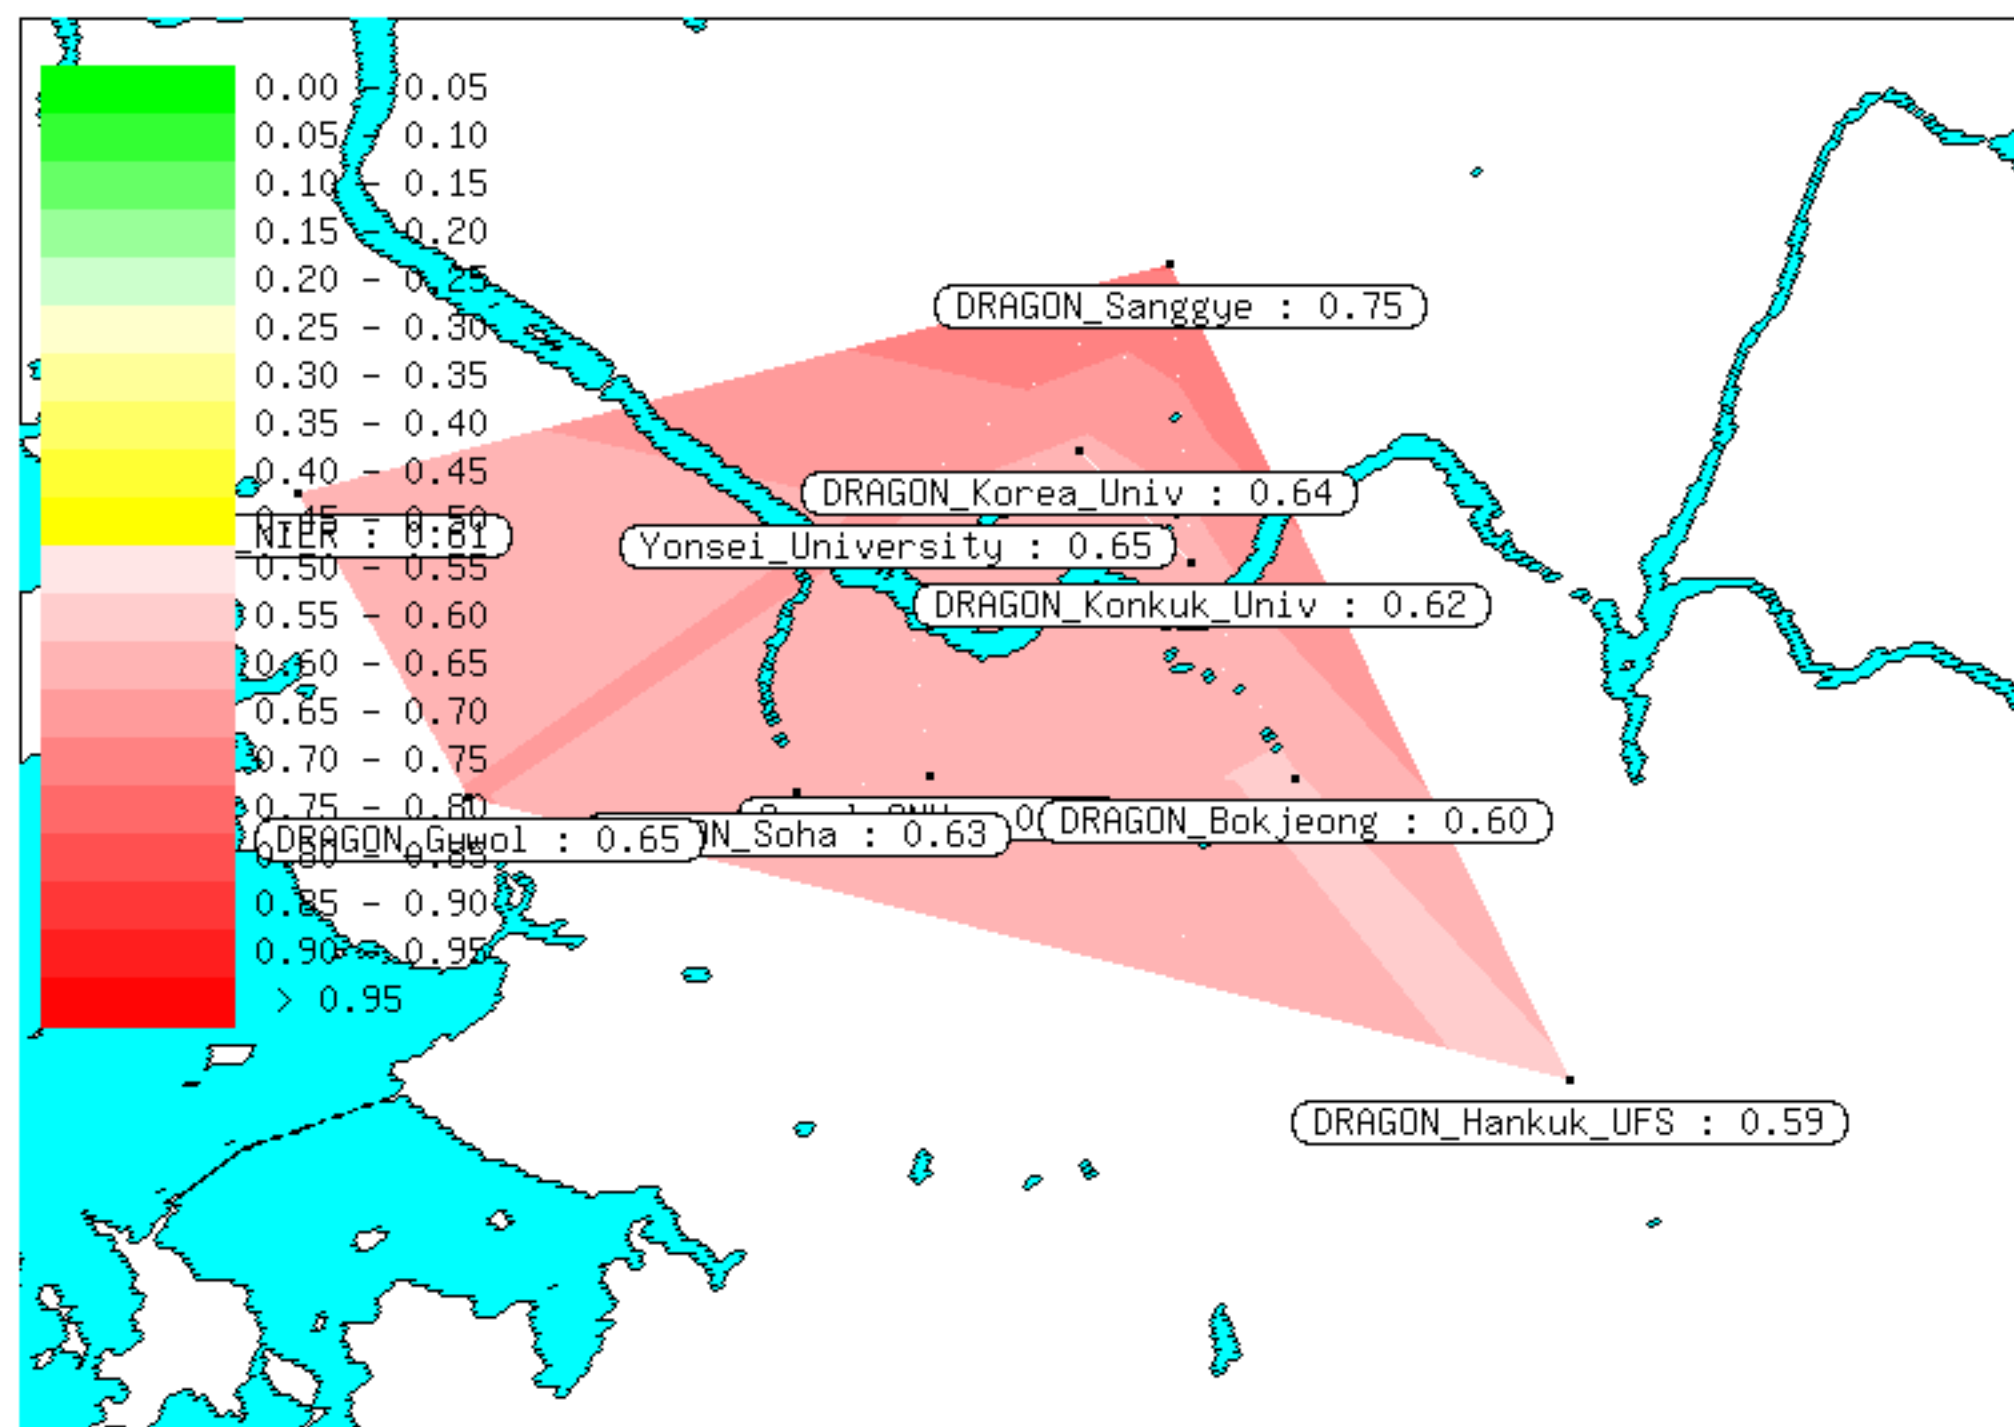 0.00 - 0.05
0.05 - 0.10
0.10 - 0.15
0.15 - 0.20
0.20 - 0.25
0.25 - 0.30
0.30 - 0.35
0.35 - 0.40
0.40 - 0.45
0.45 - 0.50
0.50 - 0.55
0.55 - 0.60
0.60 - 0.65
0.65 - 0.70
0.70 - 0.75
0.75 - 0.80
0.80 - 0.85
0.85 - 0.90
0.90 - 0.95
> 0.95
DRAGON_Sanggye : 0.75
DRAGON_Korea_Univ : 0.64
_NIER : 0.61
Yonsei_University : 0.65
DRAGON_Konkuk_Univ : 0.62
DRAGON_Bokjeong : 0.60
DRAGON_Guwol : 0.65
N_Soha : 0.63
DRAGON_Hankuk_UFS : 0.59